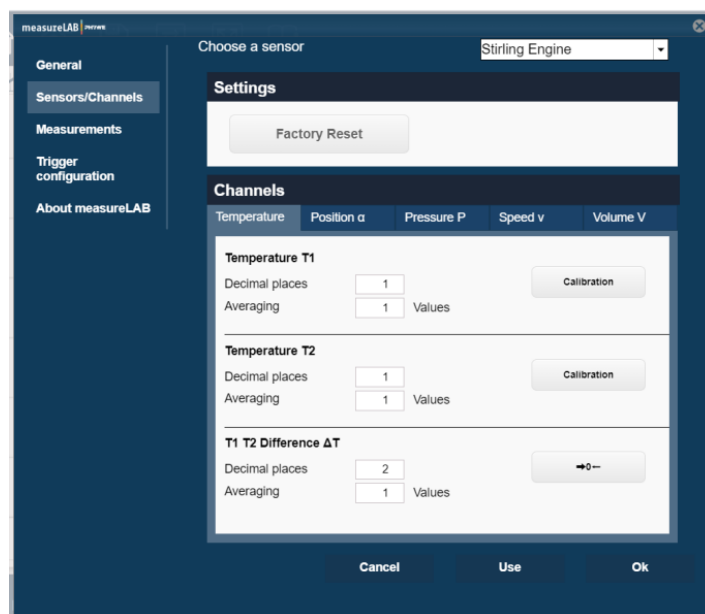 measureLAB PHYWE
General
Sensors/Channels
Measurements
Trigger
configuration
About measureLAB
Choose a sensor Stirling Engine
Settings
Factory Reset
Channels
Temperature Position α Pressure P Speed v Volume V
Temperature T1
Decimal places 1 Calibration
Averaging 1 Values
Temperature T2
Decimal places 1 Calibration
Averaging 1 Values
T1 T2 Difference ΔT
Decimal places 2 →0←
Averaging 1 Values
Cancel Use Ok